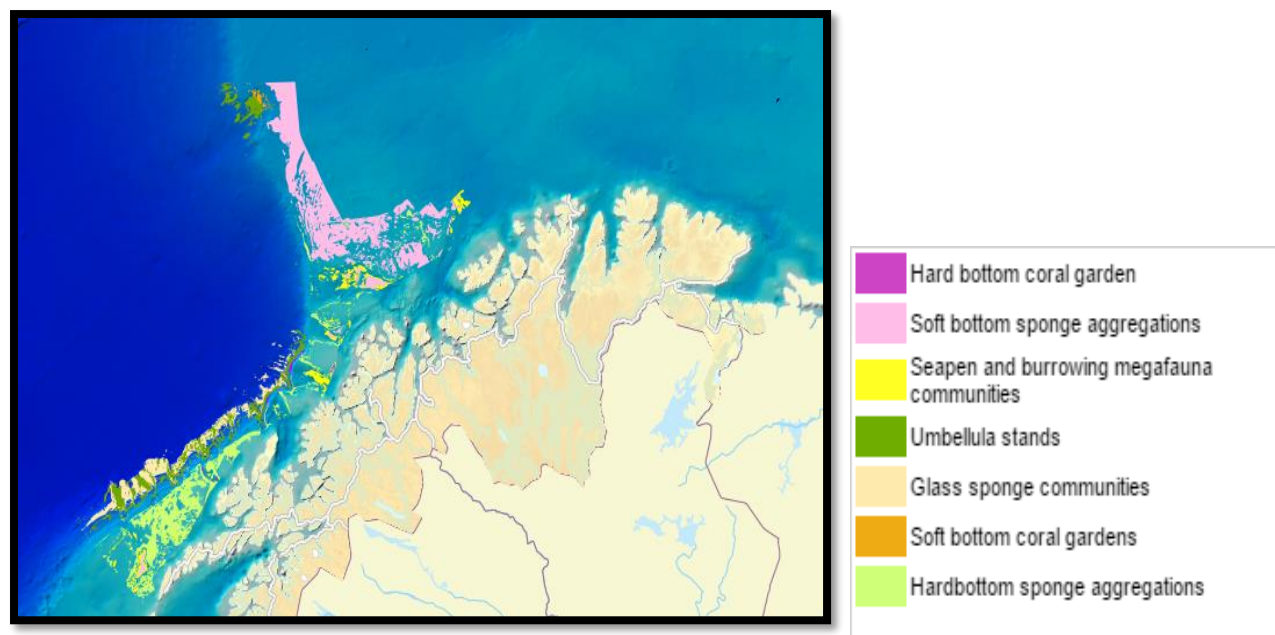 Hard bottom coral garden
Soft bottom sponge aggregations
Seapen and burrowing megafauna
communities
Umbellula stands
Glass sponge communities
Soft bottom coral gardens
Hardbottom sponge aggregations